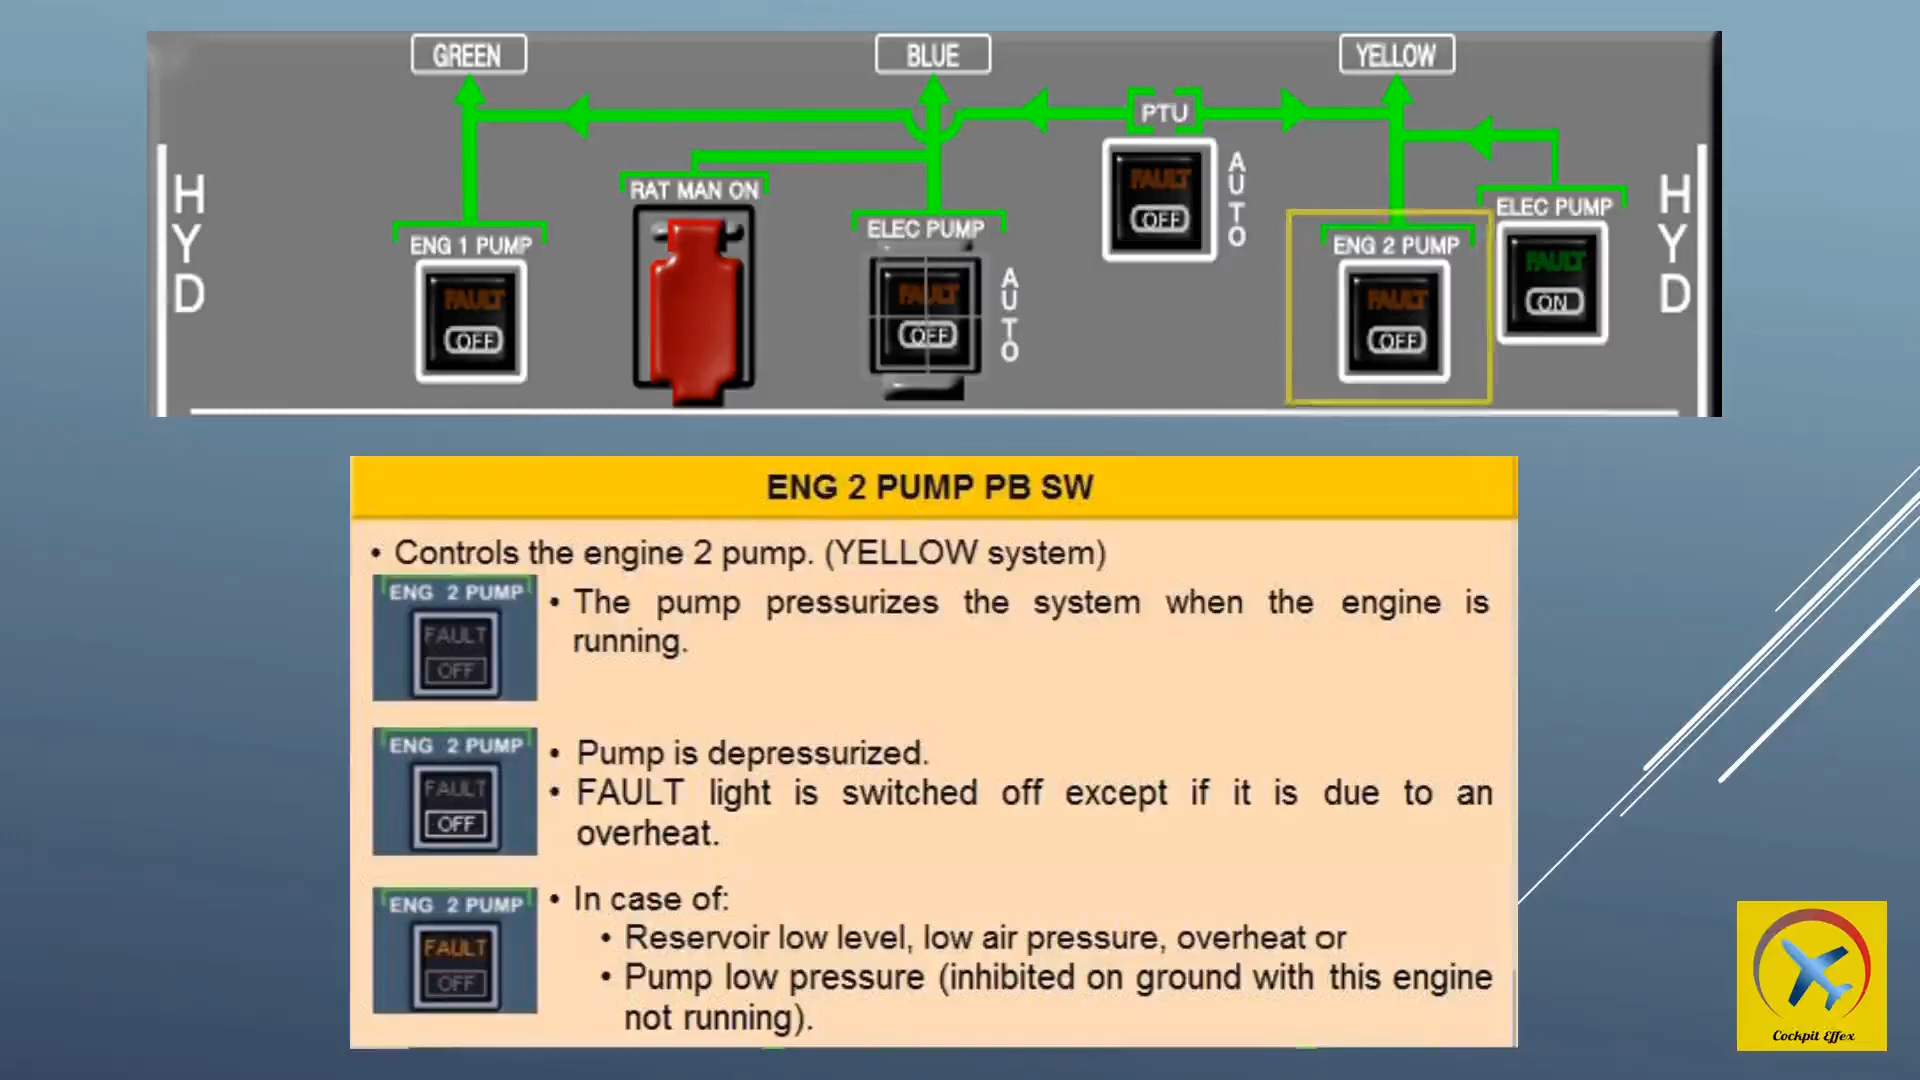 GREEN
BLUE
YELLOW
PTU
RAT MAN ON
ELEC PUMP
ELEC PUMP
ENG 1 PUMP
ENG 2 PUMP
HYD
HYD
AUTO
AUTO
FAULT
OFF
FAULT
OFF
FAULT
OFF
FAULT
OFF
FAULT
ON
ENG 2 PUMP PB SW
• Controls the engine 2 pump. (YELLOW system)
ENG 2 PUMP
FAULT
OFF
• The pump pressurizes the system when the engine is
running.
ENG 2 PUMP
FAULT
OFF
• Pump is depressurized.
• FAULT light is switched off except if it is due to an
overheat.
ENG 2 PUMP
FAULT
OFF
• In case of:
• Reservoir low level, low air pressure, overheat or
• Pump low pressure (inhibited on ground with this engine
not running).
Cockpit Effex